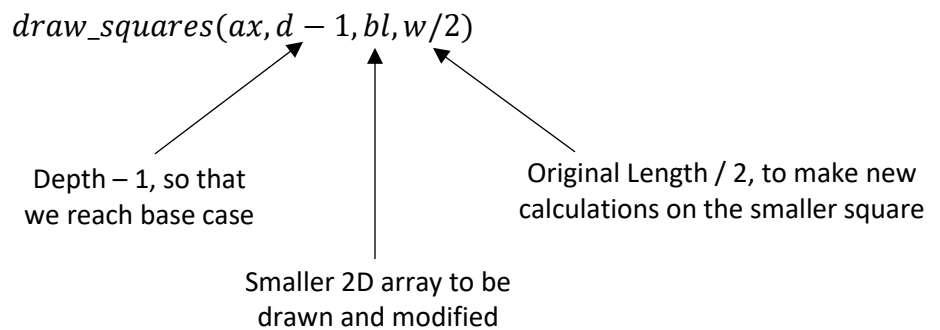 draw_squares(ax, d − 1, bl, w/2)
Depth – 1, so that
we reach base case
Original Length / 2, to make new
calculations on the smaller square
Smaller 2D array to be
drawn and modified